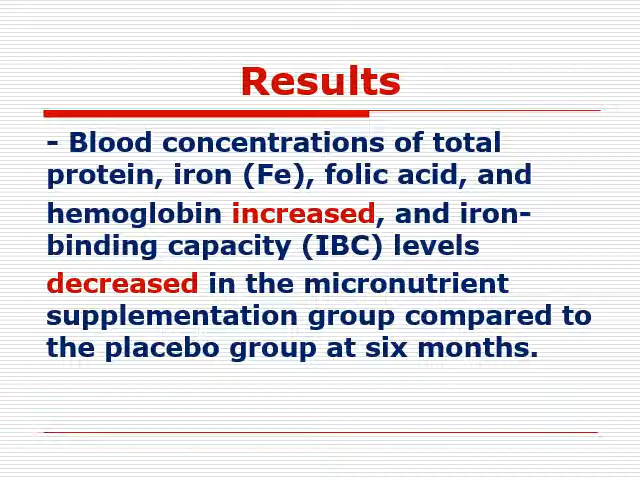 Results
- Blood concentrations of total
protein, iron (Fe), folic acid, and
hemoglobin increased, and iron-
binding capacity (IBC) levels
decreased in the micronutrient
supplementation group compared to
the placebo group at six months.